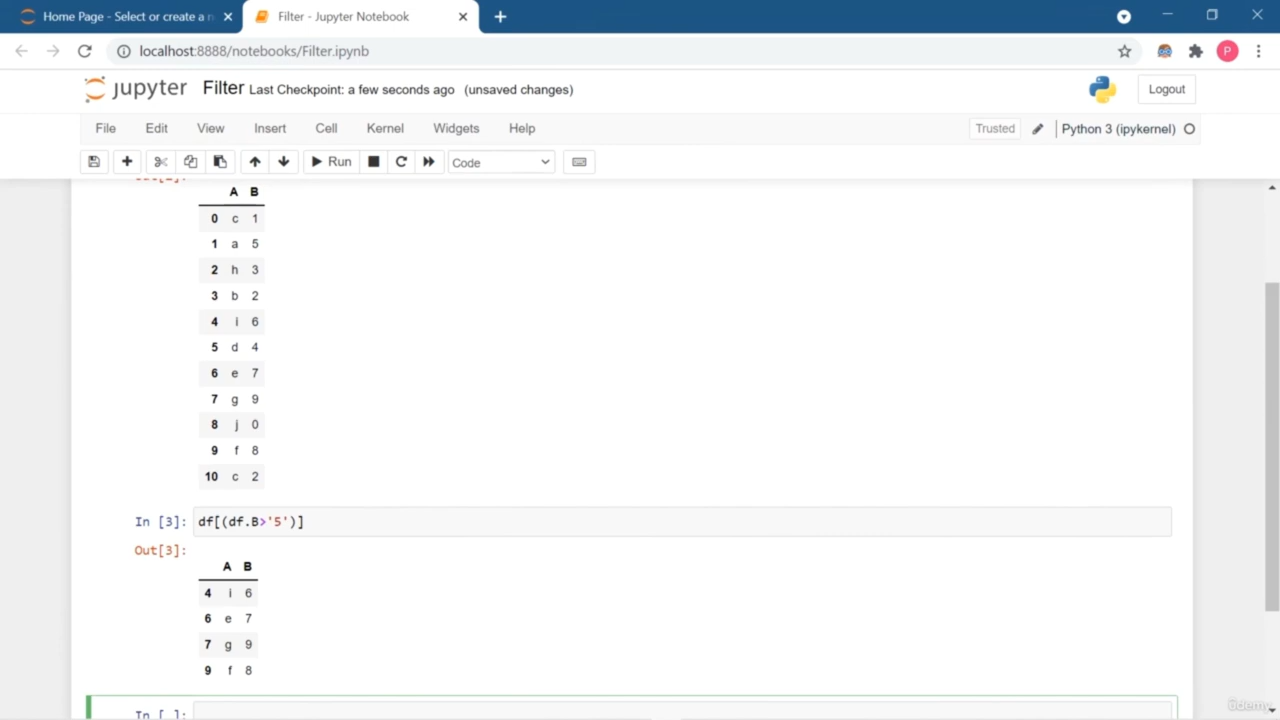 Home Page - Select or create a n
Filter - Jupyter Notebook
localhost:8888/notebooks/Filter.ipynb
P
jupyter Filter Last Checkpoint: a few seconds ago (unsaved changes)
Logout
File Edit View Insert Cell Kernel Widgets Help
Trusted Python 3 (ipykernel)
Run Code
Out[2]:
A B
0 c 1
1 a 5
2 h 3
3 b 2
4 i 6
5 d 4
6 e 7
7 g 9
8 j 0
9 f 8
10 c 2
In [3]: df[(df.B>'5')]
Out[3]:
A B
4 i 6
6 e 7
7 g 9
9 f 8
In [ ]:
ûdemy